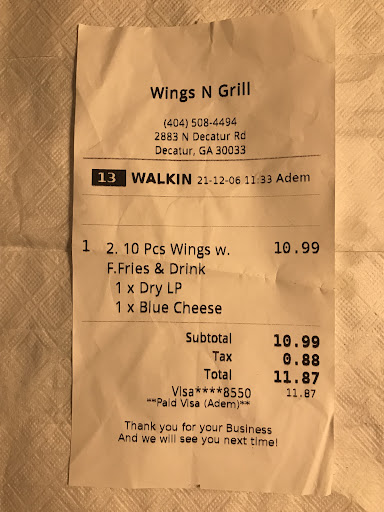 Wings N Grill
(404) 508-4494
2883 N Decatur Rd
Decatur, GA 30033
13 WALKIN 21-12-06 11:33 Adem
1 2. 10 Pcs Wings w. 10.99
F.Fries & Drink
1 x Dry LP
1 x Blue Cheese
Subtotal 10.99
Tax 0.88
Total 11.87
Visa****8550 11.87
**Paid Visa (Adem)**
Thank you for your Business
And we will see you next time!